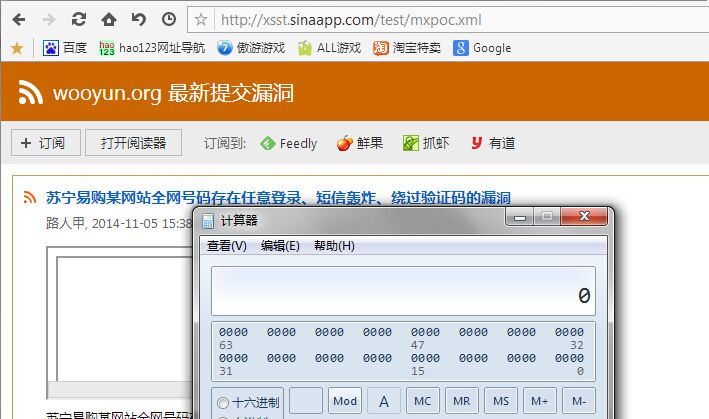 http://xsst.sinaapp.com/test/mxpoc.xml
百度 hao123网址导航 傲游游戏 ALL游戏 淘宝特卖 Google
wooyun.org 最新提交漏洞
+ 订阅 打开阅读器 订阅到: Feedly 鲜果 抓虾 有道
苏宁易购某网站全网号码存在任意登录、短信轰炸、绕过验证码的漏洞
路人甲, 2014-11-05 15:38
计算器
查看(V) 编辑(E) 帮助(H)
0
0000 0000 0000 0000 0000 0000 0000 0000
63 47 32
0000 0000 0000 0000 0000 0000 0000 0000
31 15 0
十六进制 Mod A MC MR MS M+ M-
苏宁易购某网站全网号码存在